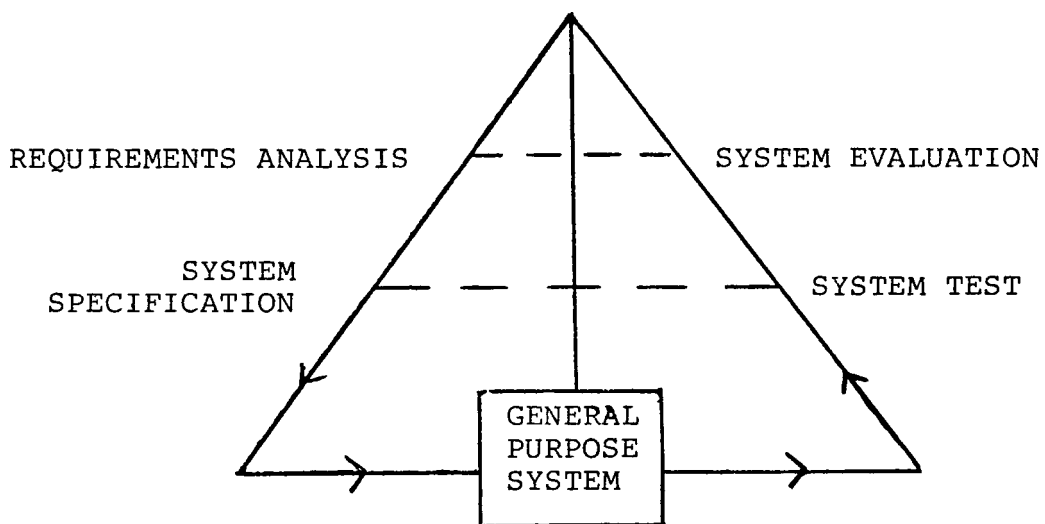 REQUIREMENTS ANALYSIS
SYSTEM EVALUATION
SYSTEM
SPECIFICATION
SYSTEM TEST
GENERAL
PURPOSE
SYSTEM